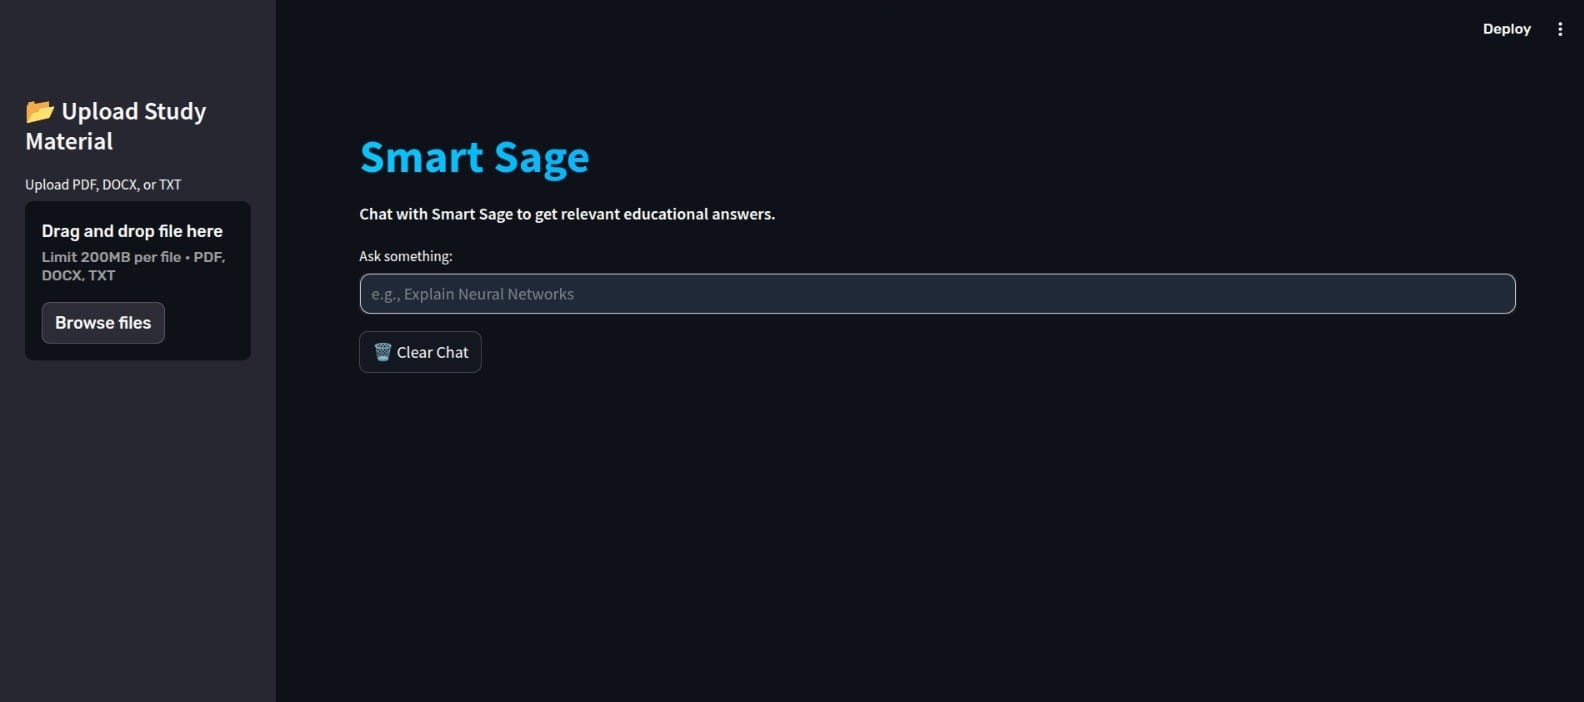 Deploy
📂 Upload Study
Material
Upload PDF, DOCX, or TXT
Drag and drop file here
Limit 200MB per file • PDF,
DOCX, TXT
Browse files
Smart Sage
Chat with Smart Sage to get relevant educational answers.
Ask something:
e.g., Explain Neural Networks
🗑️ Clear Chat